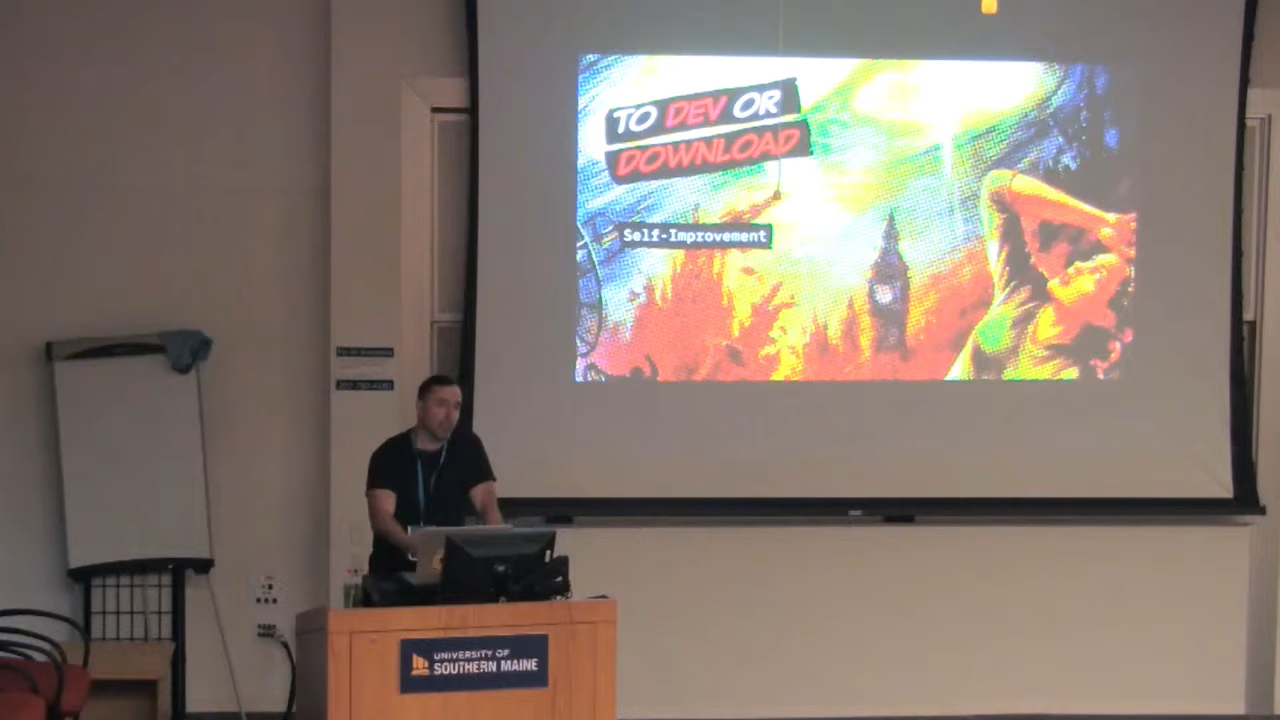 TO DEV OR
DOWNLOAD
Self-Improvement
UNIVERSITY OF
SOUTHERN MAINE